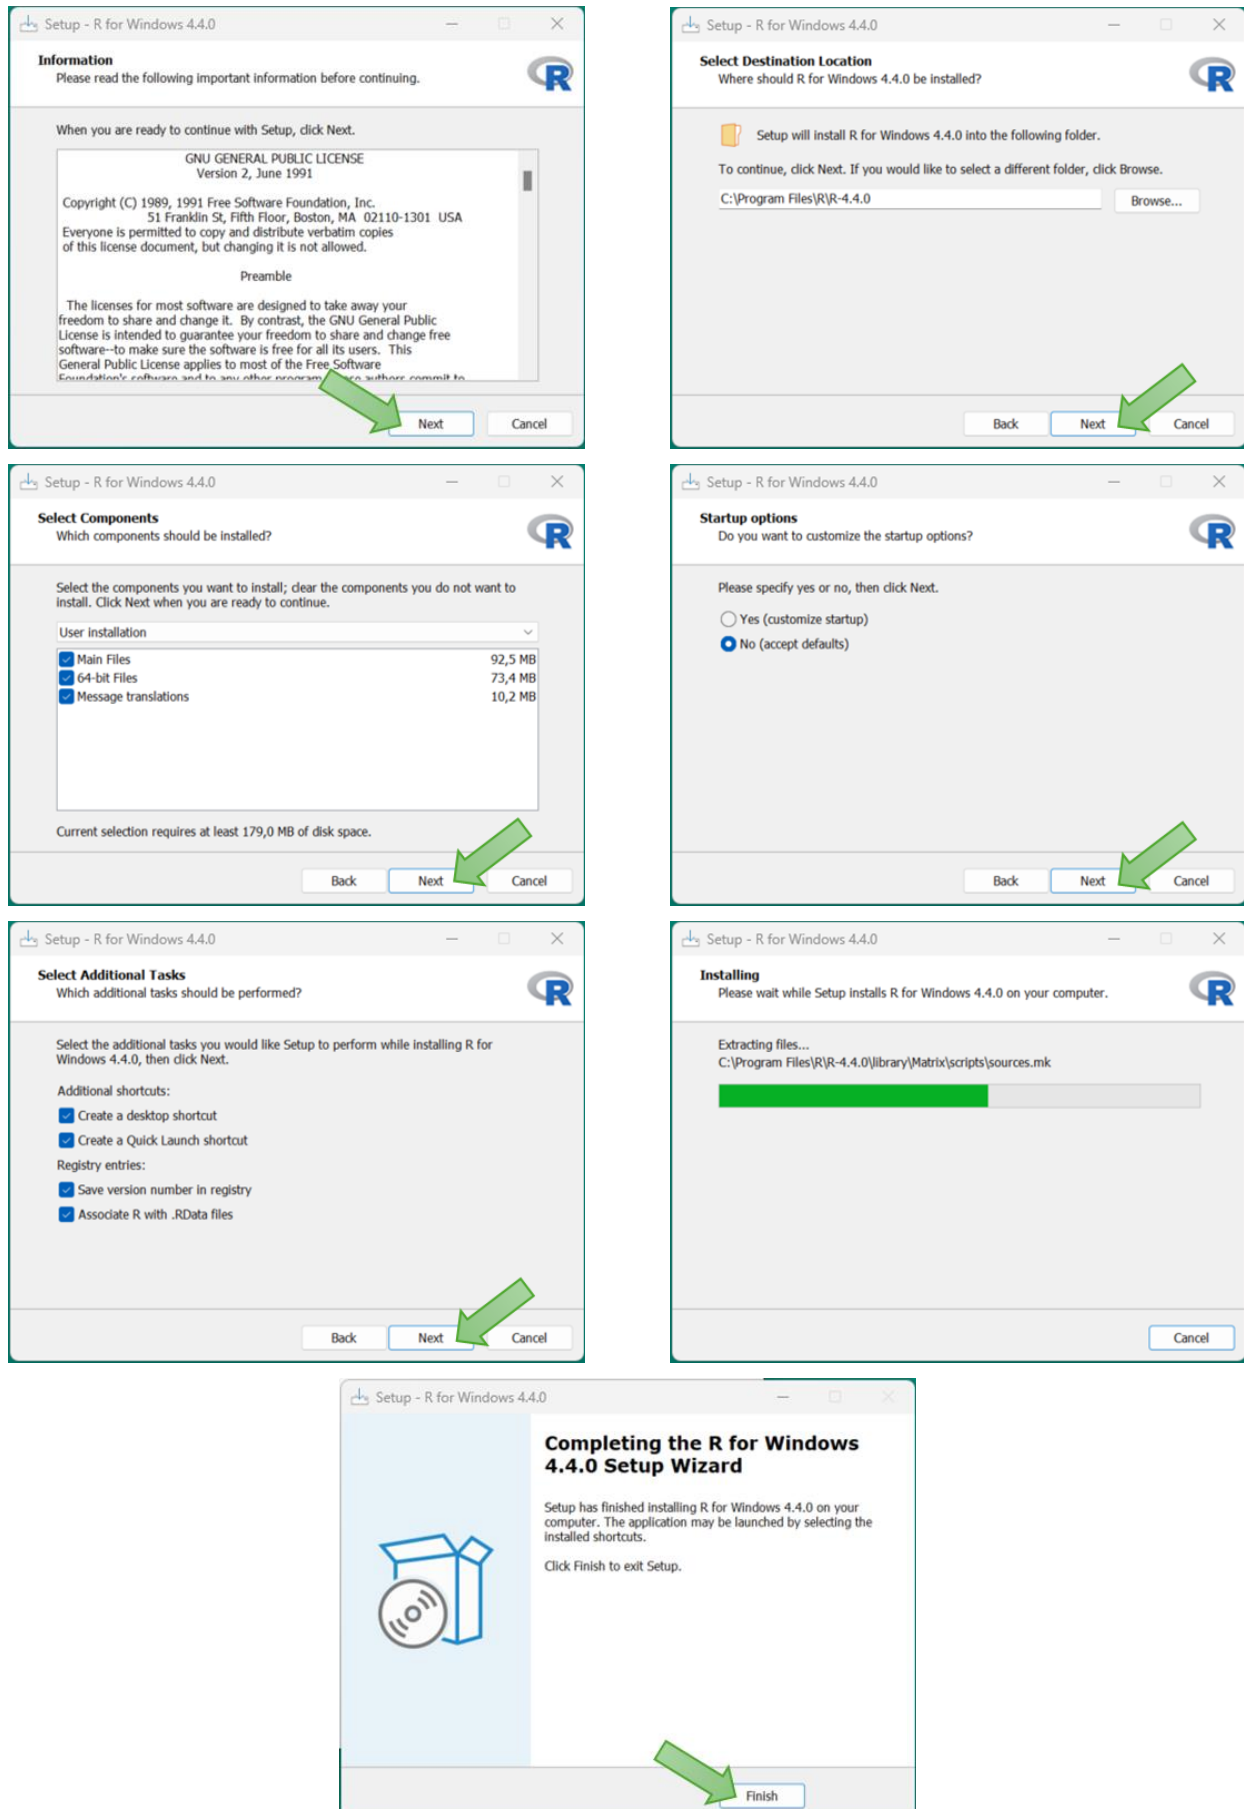 Setup - R for Windows 4.4.0
Information
Please read the following important information before continuing.
When you are ready to continue with Setup, click Next.
GNU GENERAL PUBLIC LICENSE
Version 2, June 1991
Copyright (C) 1989, 1991 Free Software Foundation, Inc.
51 Franklin St, Fifth Floor, Boston, MA 02110-1301 USA
Everyone is permitted to copy and distribute verbatim copies
of this license document, but changing it is not allowed.
Preamble
The licenses for most software are designed to take away your
freedom to share and change it. By contrast, the GNU General Public
License is intended to guarantee your freedom to share and change free
software--to make sure the software is free for all its users. This
General Public License applies to most of the Free Software
Foundation's software and to any other program authors commit to
Next Cancel
Setup - R for Windows 4.4.0
Select Destination Location
Where should R for Windows 4.4.0 be installed?
Setup will install R for Windows 4.4.0 into the following folder.
To continue, click Next. If you would like to select a different folder, click Browse.
C:\Program Files\R\R-4.4.0 Browse...
Back Next Cancel
Setup - R for Windows 4.4.0
Select Components
Which components should be installed?
Select the components you want to install; clear the components you do not want to
install. Click Next when you are ready to continue.
User installation
Main Files 92,5 MB
64-bit Files 73,4 MB
Message translations 10,2 MB
Current selection requires at least 179,0 MB of disk space.
Back Next Cancel
Setup - R for Windows 4.4.0
Startup options
Do you want to customize the startup options?
Please specify yes or no, then click Next.
Yes (customize startup)
No (accept defaults)
Back Next Cancel
Setup - R for Windows 4.4.0
Select Additional Tasks
Which additional tasks should be performed?
Select the additional tasks you would like Setup to perform while installing R for
Windows 4.4.0, then click Next.
Additional shortcuts:
Create a desktop shortcut
Create a Quick Launch shortcut
Registry entries:
Save version number in registry
Associate R with .RData files
Back Next Cancel
Setup - R for Windows 4.4.0
Installing
Please wait while Setup installs R for Windows 4.4.0 on your computer.
Extracting files...
C:\Program Files\R\R-4.4.0\library\Matrix\scripts\sources.mk
Cancel
Setup - R for Windows 4.4.0
Completing the R for Windows
4.4.0 Setup Wizard
Setup has finished installing R for Windows 4.4.0 on your
computer. The application may be launched by selecting the
installed shortcuts.
Click Finish to exit Setup.
Finish